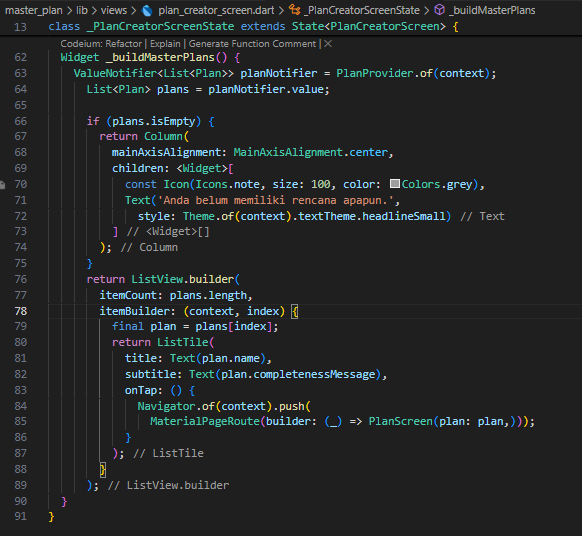 master_plan > lib > views > plan_creator_screen.dart > _PlanCreatorScreenState > _buildMasterPlans
13 class _PlanCreatorScreenState extends State<PlanCreatorScreen> {
Codeium: Refactor | Explain | Generate Function Comment | ×
62 Widget _buildMasterPlans() {
63 ValueNotifier<List<Plan>> planNotifier = PlanProvider.of(context);
64 List<Plan> plans = planNotifier.value;
65
66 if (plans.isEmpty) {
67 return Column(
68 mainAxisAlignment: MainAxisAlignment.center,
69 children: <Widget>[
70 const Icon(Icons.note, size: 100, color: Colors.grey),
71 Text('Anda belum memiliki rencana apapun.',
72 style: Theme.of(context).textTheme.headlineSmall) // Text
73 ] // <Widget>[]
74 ); // Column
75 }
76 return ListView.builder(
77 itemCount: plans.length,
78 itemBuilder: (context, index) {
79 final plan = plans[index];
80 return ListTile(
81 title: Text(plan.name),
82 subtitle: Text(plan.completenessMessage),
83 onTap: () {
84 Navigator.of(context).push(
85 MaterialPageRoute(builder: (_) => PlanScreen(plan: plan,)));
86 }
87 ); // ListTile
88 }
89 ); // ListView.builder
90 }
91 }